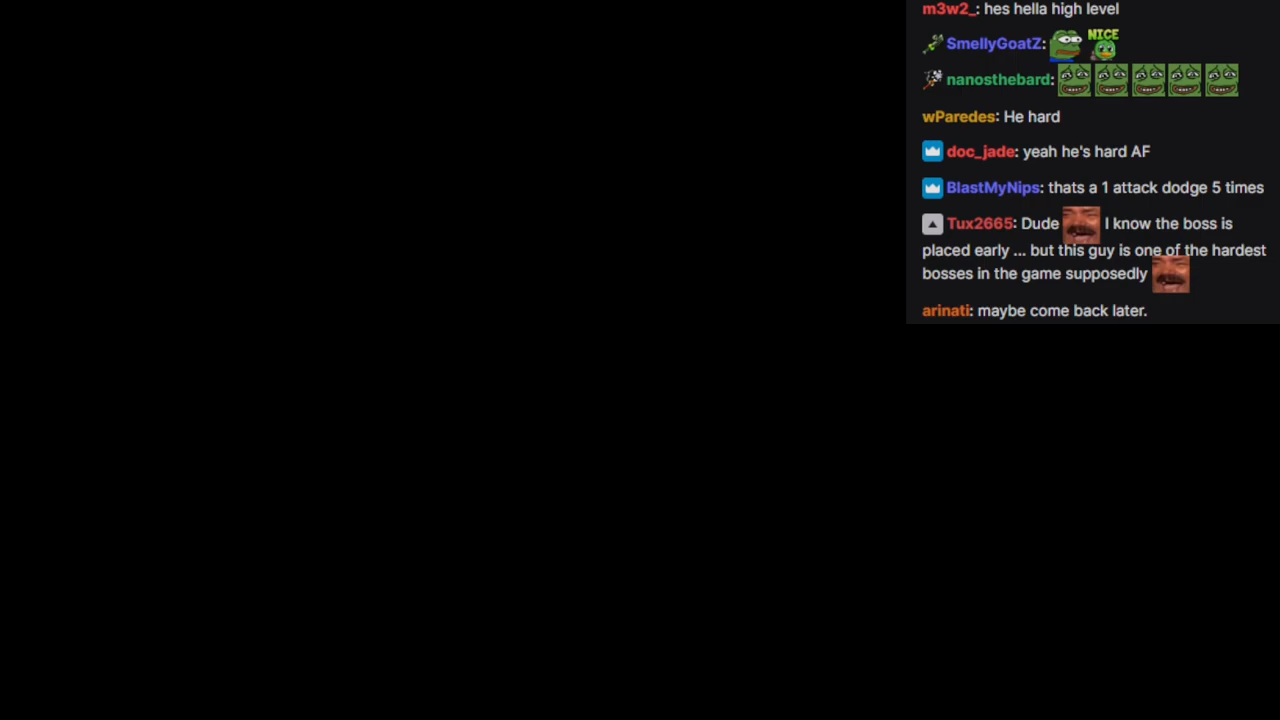 m3w2_: hes hella high level
SmellyGoatZ: NICE
nanosthebard:
wParedes: He hard
doc_jade: yeah he's hard AF
BlastMyNips: thats a 1 attack dodge 5 times
Tux2665: Dude I know the boss is
placed early ... but this guy is one of the hardest
bosses in the game supposedly
arinati: maybe come back later.